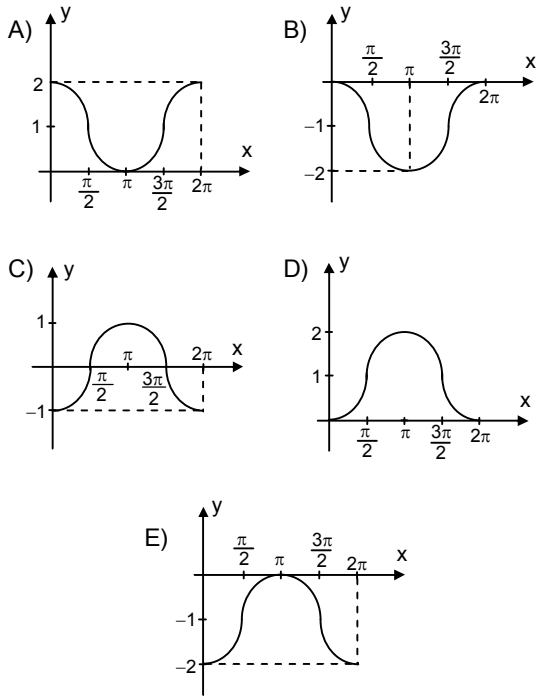 A) y
2
1
x
π/2 π 3π/2 2π
B) y
π/2 π 3π/2 x
2π
–1
–2
C) y
1
2π x
π/2 π 3π/2
–1
D) y
2
1
x
π/2 π 3π/2 2π
E) y
π/2 π 3π/2 2π x
–1
–2